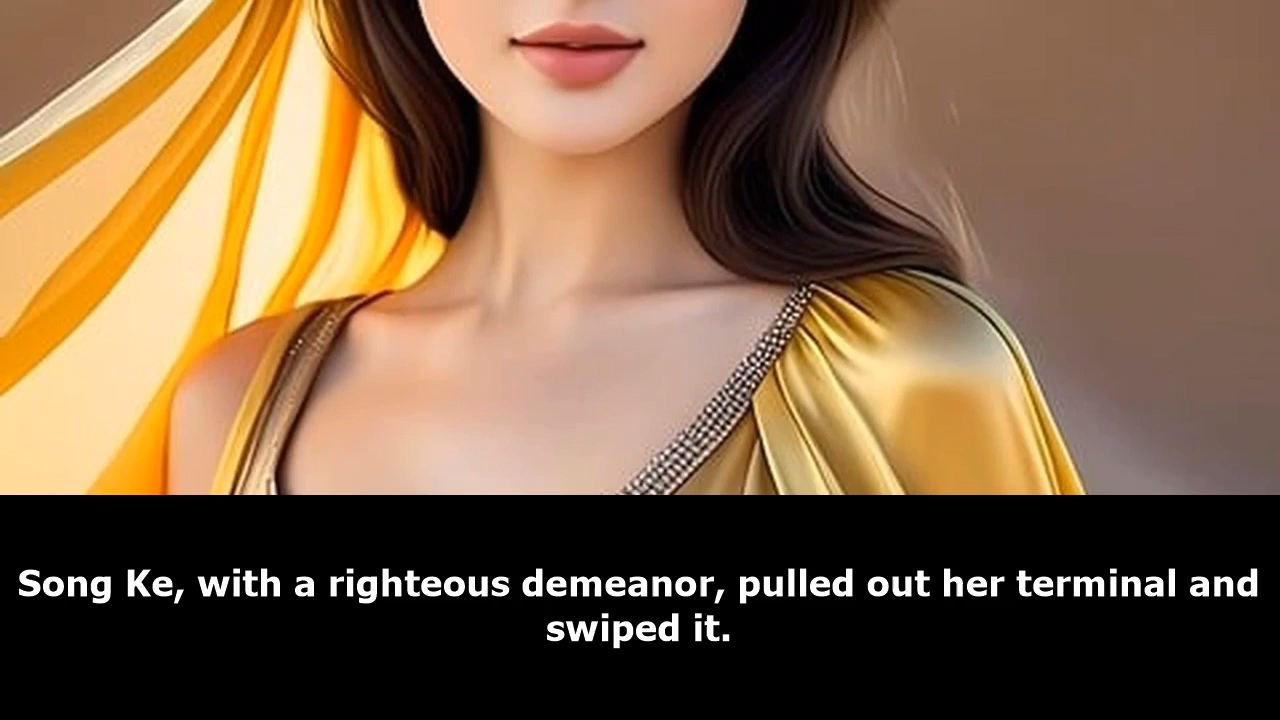 Song Ke, with a righteous demeanor, pulled out her terminal and
swiped it.